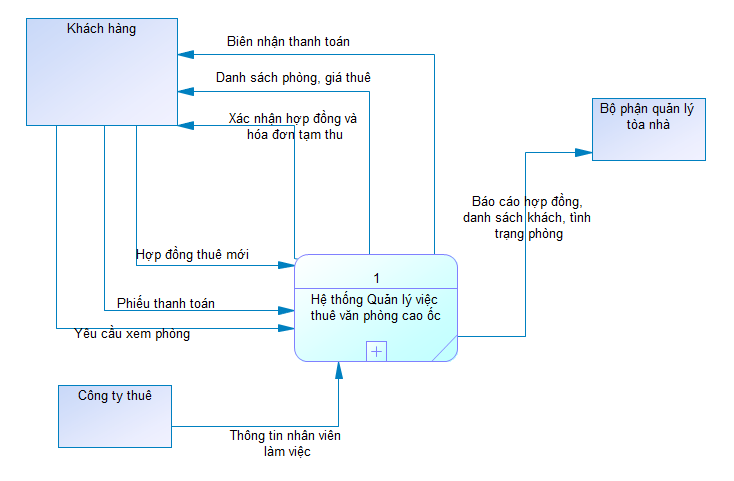 Khách hàng
Biên nhận thanh toán
Danh sách phòng, giá thuê
Xác nhận hợp đồng và
hóa đơn tạm thu
Bộ phận quản lý
tòa nhà
Báo cáo hợp đồng,
danh sách khách, tình
trạng phòng
Hợp đồng thuê mới
1
Hệ thống Quản lý việc
thuê văn phòng cao ốc
Phiếu thanh toán
Yêu cầu xem phòng
Công ty thuê
Thông tin nhân viên
làm việc